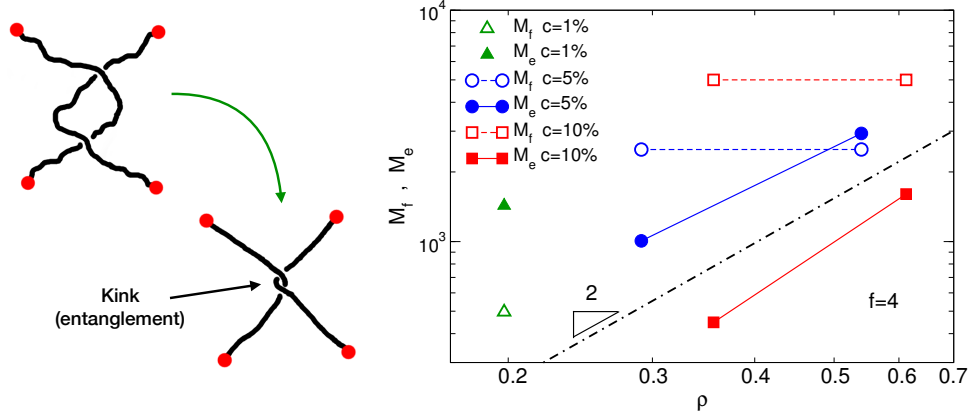 Kink
(entanglement)
M_f , M_e
10^4
10^3
M_f c=1%
M_e c=1%
M_f c=5%
M_e c=5%
M_f c=10%
M_e c=10%
2
f=4
0.2 0.3 0.4 0.5 0.6 0.7
ρ